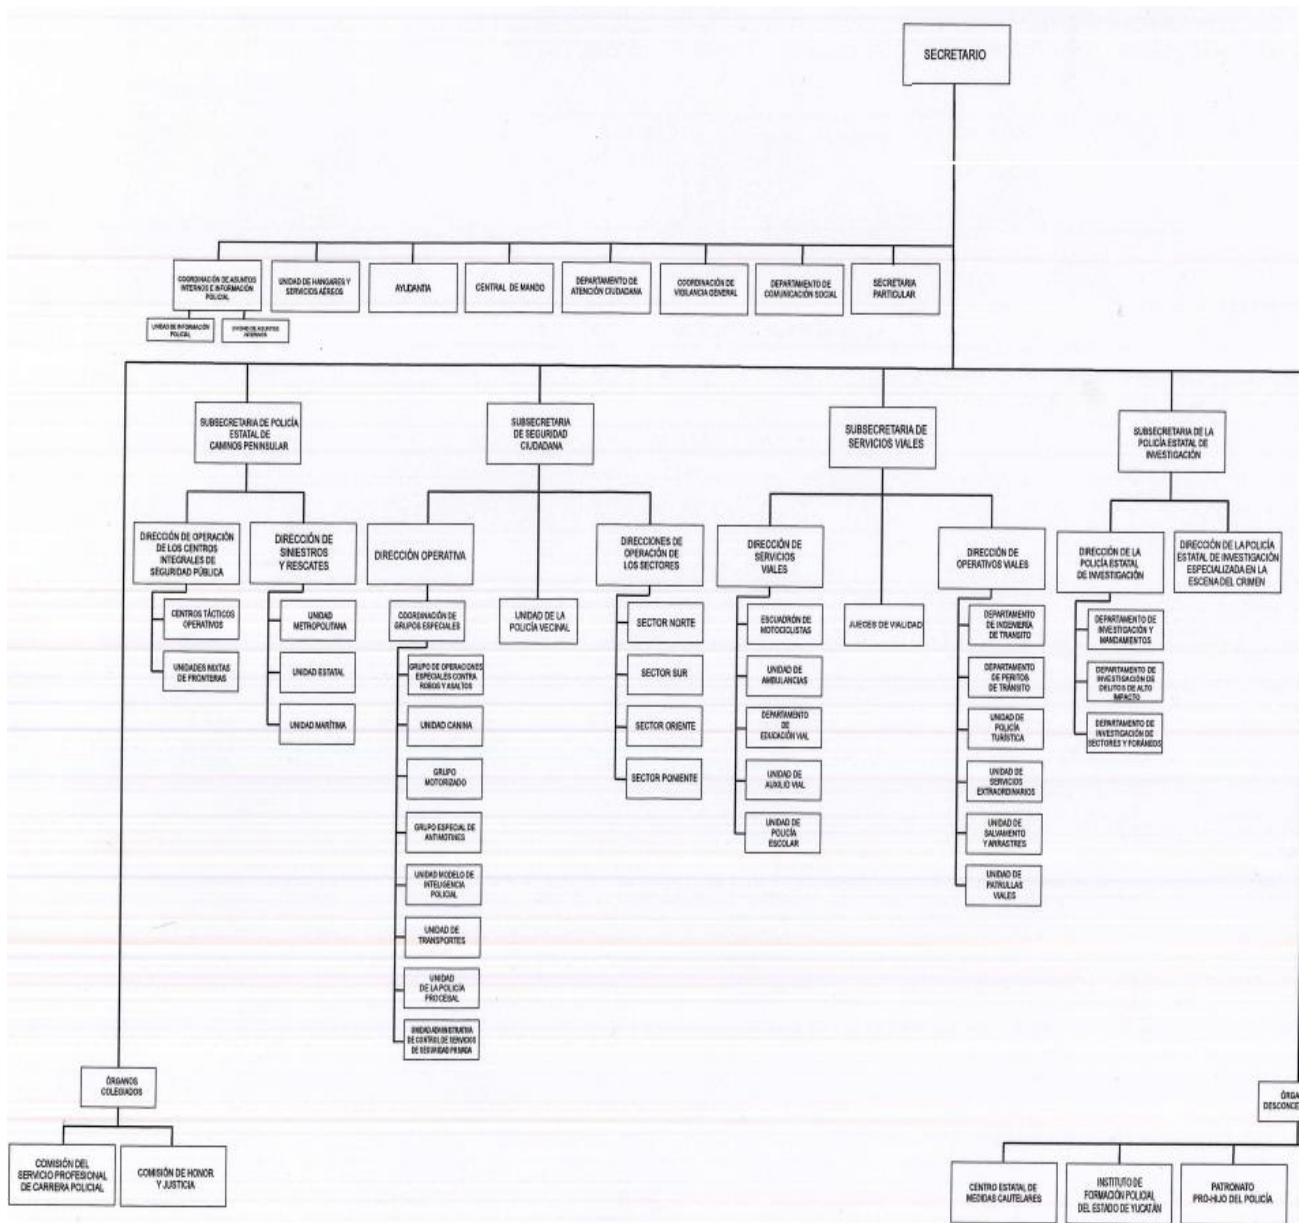 SECRETARIO
COORDINACIÓN DE ASUNTOS
INTERNOS E INFORMACIÓN
POLICIAL
UNIDAD DE HANGARES Y
SERVICIOS AÉREOS
AYUDANTIA
CENTRAL DE MANDO
DEPARTAMENTO DE
ATENCIÓN CIUDADANA
COORDINACIÓN DE
VIGILANCIA GENERAL
DEPARTAMENTO DE
COMUNICACIÓN SOCIAL
SECRETARIA
PARTICULAR
UNIDAD DE INFORMACIÓN
POLICIAL
UNIDAD DE ASUNTOS
INTERNOS
SUBSECRETARIA DE POLICÍA
ESTATAL DE
CAMINOS PENINSULAR
SUBSECRETARIA
DE SEGURIDAD
CIUDADANA
SUBSECRETARIA DE
SERVICIOS VIALES
SUBSECRETARIA DE LA
POLICÍA ESTATAL DE
INVESTIGACIÓN
DIRECCIÓN DE OPERACIÓN
DE LOS CENTROS
INTEGRALES DE
SEGURIDAD PÚBLICA
DIRECCIÓN DE
SINIESTROS
Y RESCATES
DIRECCIÓN OPERATIVA
DIRECCIONES DE
OPERACIÓN DE
LOS SECTORES
DIRECCIÓN DE
SERVICIOS
VIALES
DIRECCIÓN DE
OPERATIVOS VIALES
DIRECCIÓN DE LA
POLICÍA ESTATAL
DE INVESTIGACIÓN
DIRECCIÓN DE LA POLICÍA
ESTATAL DE INVESTIGACIÓN
ESPECIALIZADA EN LA
ESCENA DEL CRIMEN
CENTROS TÁCTICOS
OPERATIVOS
UNIDADES MIXTAS
DE FRONTERAS
UNIDAD
METROPOLITANA
UNIDAD ESTATAL
UNIDAD MARÍTIMA
COORDINACIÓN DE
GRUPOS ESPECIALES
GRUPO DE OPERACIONES
ESPECIALES CONTRA
ROBOS Y ASALTOS
UNIDAD CANINA
GRUPO
MOTORIZADO
GRUPO ESPECIAL DE
ANTIMOTINES
UNIDAD MODELO DE
INTELIGENCIA
POLICIAL
UNIDAD DE
TRANSPORTES
UNIDAD
DE LA POLICÍA
PROCESAL
UNIDAD ADMINISTRATIVA
DE CONTROL DE SERVICIOS
DE SEGURIDAD PRIVADA
UNIDAD DE LA
POLICÍA VECINAL
SECTOR NORTE
SECTOR SUR
SECTOR ORIENTE
SECTOR PONIENTE
ESCUADRÓN DE
MOTOCICLISTAS
UNIDAD DE
AMBULANCIAS
DEPARTAMENTO
DE
EDUCACIÓN VIAL
UNIDAD DE
AUXILIO VIAL
UNIDAD DE
POLICÍA
ESCOLAR
JUECES DE VIALIDAD
DEPARTAMENTO
DE INGENIERÍA
DE TRANSITO
DEPARTAMENTO
DE PERITOS
DE TRÁNSITO
UNIDAD DE
POLICÍA
TURÍSTICA
UNIDAD DE
SERVICIOS
EXTRAORDINARIOS
UNIDAD DE
SALVAMENTO
Y ARRASTRES
UNIDAD DE
PATRULLAS
VIALES
DEPARTAMENTO DE
INVESTIGACIÓN Y
MANDAMIENTOS
DEPARTAMENTO DE
INVESTIGACIÓN DE
DELITOS DE ALTO
IMPACTO
DEPARTAMENTO DE
INVESTIGACIÓN DE
SECTORES Y FORÁNEOS
ÓRGANOS
COLEGIADOS
COMISIÓN DEL
SERVICIO PROFESIONAL
DE CARRERA POLICIAL
COMISIÓN DE HONOR
Y JUSTICIA
ÓRGA
DESCONCE
CENTRO ESTATAL DE
MEDIDAS CAUTELARES
INSTITUTO DE
FORMACIÓN POLICIAL
DEL ESTADO DE YUCATÁN
PATRONATO
PRO-HIJO DEL POLICÍA